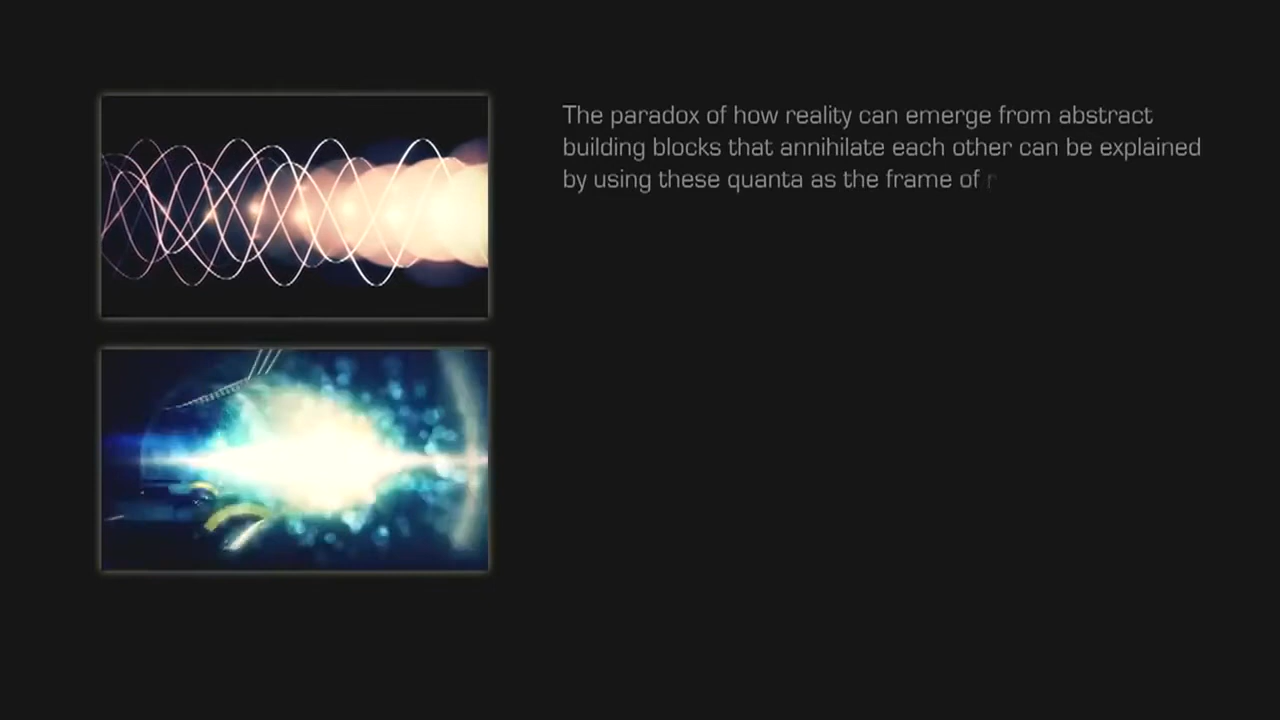 The paradox of how reality can emerge from abstract
building blocks that annihilate each other can be explained
by using these quanta as the frame of r